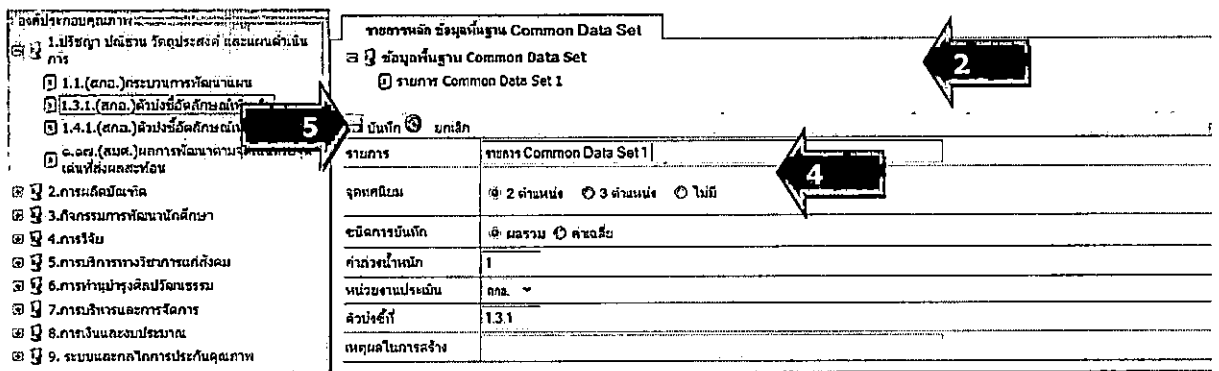 องค์ประกอบคุณภาพ
1.ปรัชญา ปณิธาน วัตถุประสงค์ และแผนดำเนิน
การ
1.1.(สกอ.)กระบวนการพัฒนาแผน
1.3.1.(สกอ.)ตัวบ่งชี้อัตลักษณ์
1.4.1.(สกอ.)ตัวบ่งชี้อัตลักษณ์
๑.๑๗.(สมศ.)ผลการพัฒนาตาม
เด่นที่ส่งผลสะท้อน
2.การผลิตบัณฑิต
3.กิจกรรมการพัฒนานักศึกษา
4.การวิจัย
5.การบริการทางวิชาการแก่สังคม
6.การทำนุบำรุงศิลปวัฒนธรรม
7.การบริหารและการจัดการ
8.การเงินและงบประมาณ
9. ระบบและกลไกการประกันคุณภาพ
รายการหลัก ข้อมูลพื้นฐาน Common Data Set
ข้อมูลพื้นฐาน Common Data Set
รายการ Common Data Set 1
2
5
บันทึก ยกเลิก
รายการ รายการ Common Data Set 1
4
จุดทศนิยม 2 ตำแหน่ง 3 ตำแหน่ง ไม่มี
ชนิดการบันทึก ผลรวม ค่าเฉลี่ย
ค่าถ่วงน้ำหนัก 1
หน่วยงานประเมิน สกอ.
ตัวบ่งชี้ที่ 1.3.1
เหตุผลในการสร้าง